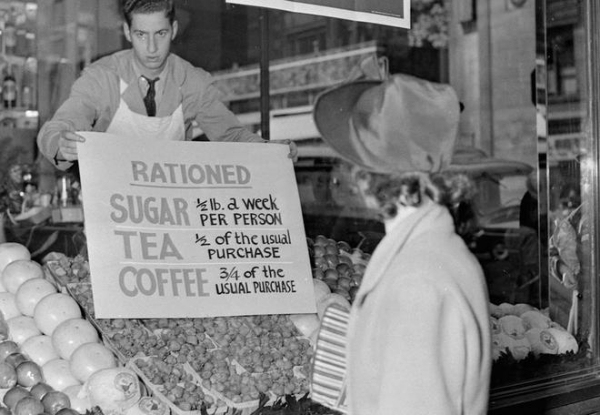 RATIONED
SUGAR ½ lb. a week
PER PERSON
TEA ½ of the usual
PURCHASE
COFFEE 3/4 of the
USUAL PURCHASE